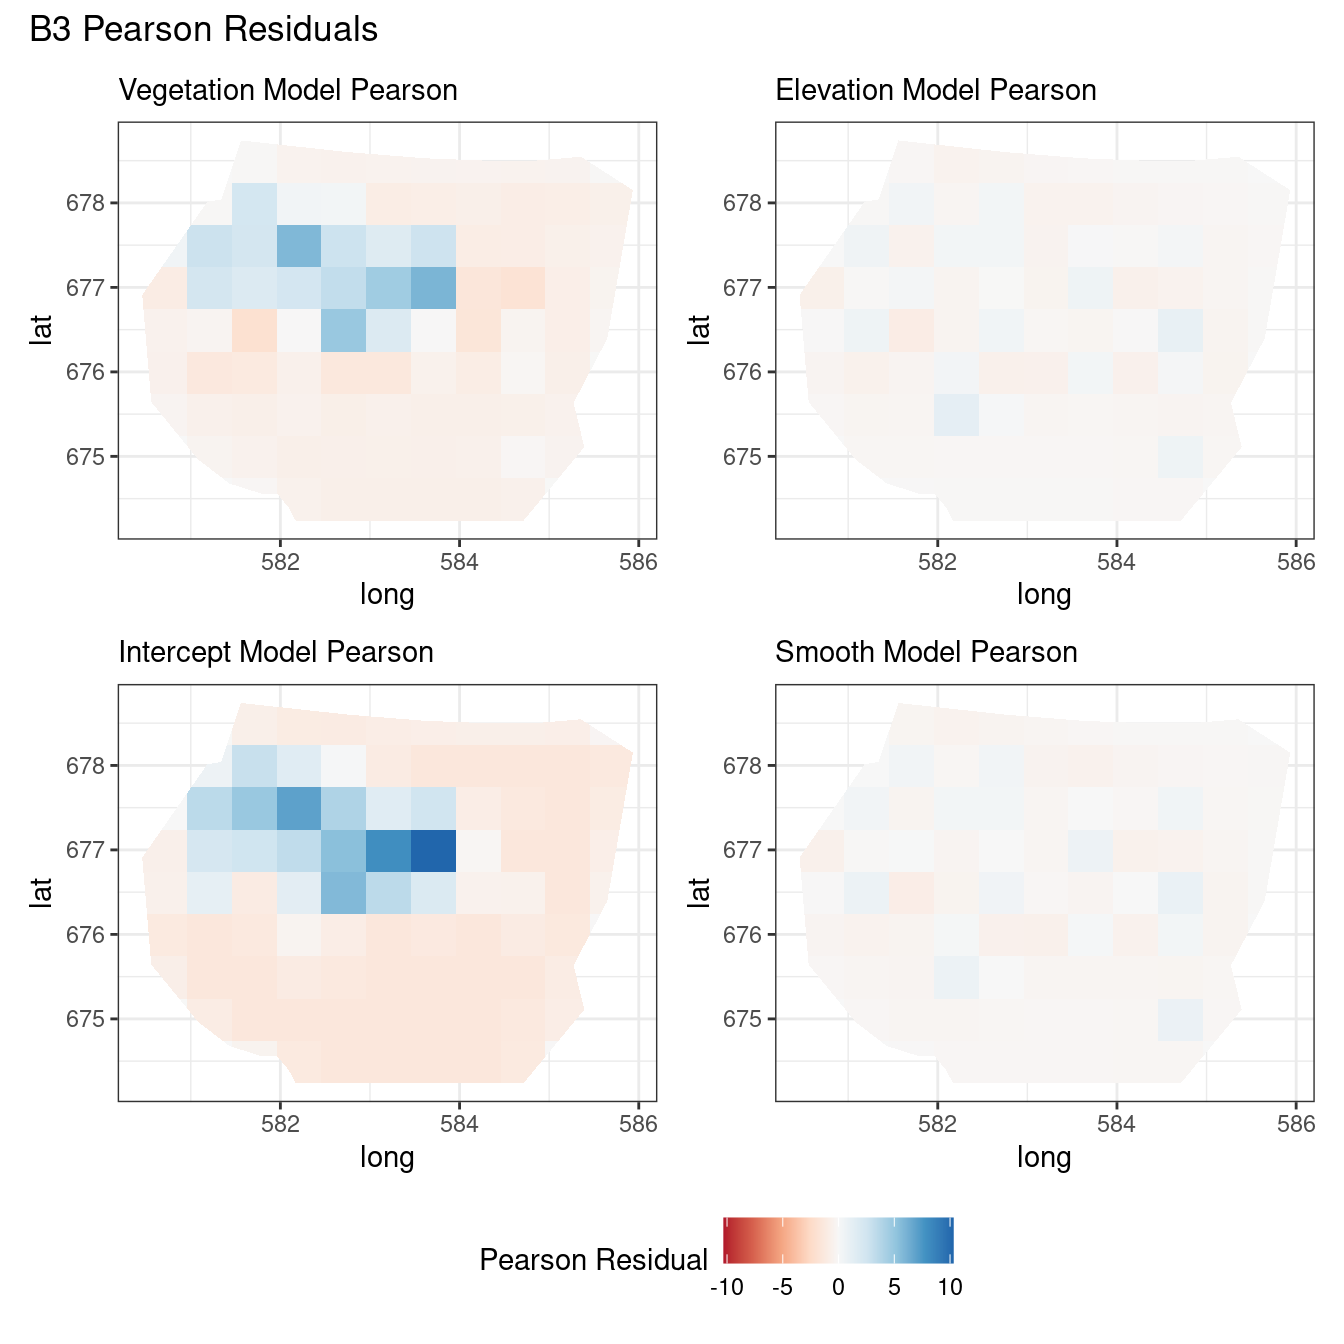 B3 Pearson Residuals
Vegetation Model Pearson
Elevation Model Pearson
678
677
676
675
lat
582
584
586
long
678
677
676
675
lat
582
584
586
long
Intercept Model Pearson
Smooth Model Pearson
678
677
676
675
lat
582
584
586
long
678
677
676
675
lat
582
584
586
long
Pearson Residual
-10 -5 0 5 10